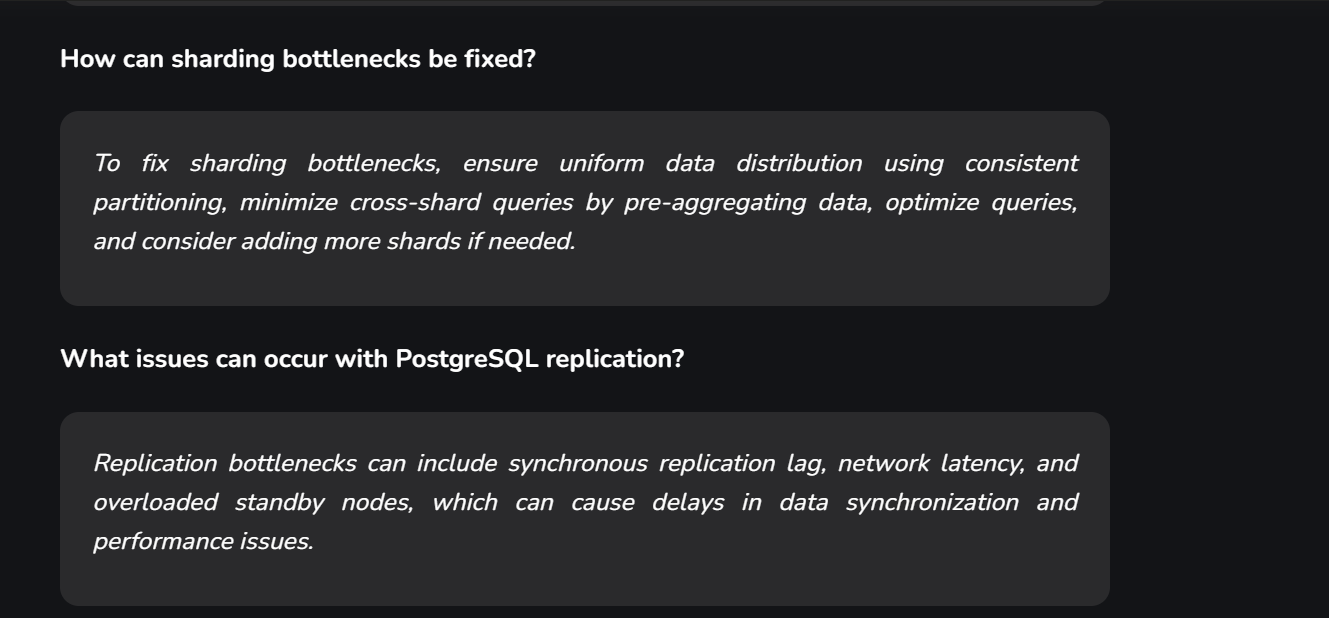 How can sharding bottlenecks be fixed?
To fix sharding bottlenecks, ensure uniform data distribution using consistent
partitioning, minimize cross-shard queries by pre-aggregating data, optimize queries,
and consider adding more shards if needed.
What issues can occur with PostgreSQL replication?
Replication bottlenecks can include synchronous replication lag, network latency, and
overloaded standby nodes, which can cause delays in data synchronization and
performance issues.